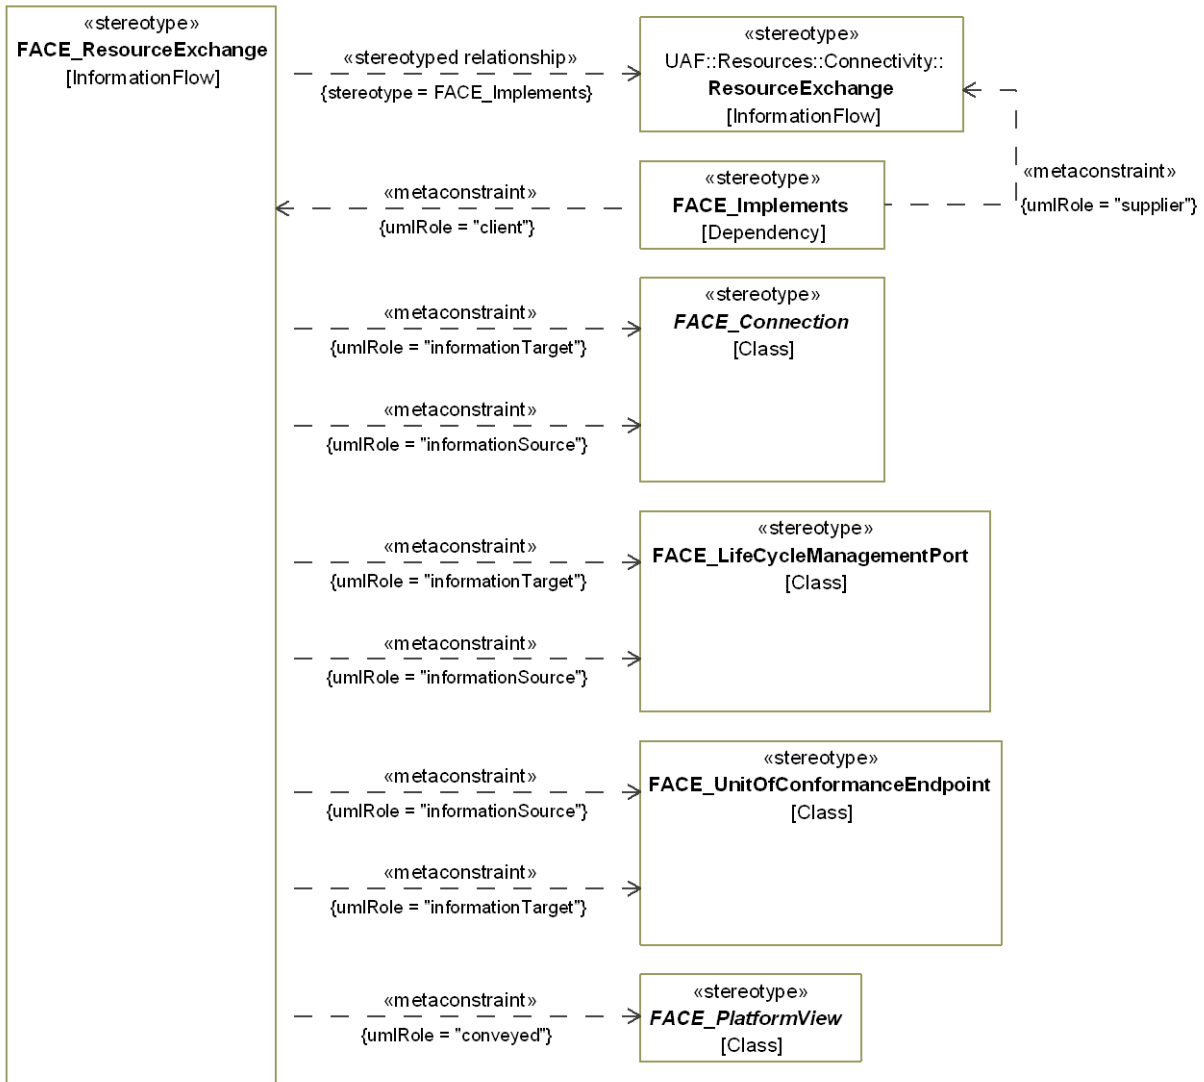 «stereotype»
FACE_ResourceExchange
[InformationFlow]
«stereotyped relationship»
{stereotype = FACE_Implements}
«stereotype»
UAF::Resources::Connectivity::
ResourceExchange
[InformationFlow]
«metaconstraint»
{umlRole = "supplier"}
«metaconstraint»
{umlRole = "client"}
«stereotype»
FACE_Implements
[Dependency]
«metaconstraint»
{umlRole = "informationTarget"}
«metaconstraint»
{umlRole = "informationSource"}
«stereotype»
FACE_Connection
[Class]
«metaconstraint»
{umlRole = "informationTarget"}
«metaconstraint»
{umlRole = "informationSource"}
«stereotype»
FACE_LifeCycleManagementPort
[Class]
«metaconstraint»
{umlRole = "informationSource"}
«metaconstraint»
{umlRole = "informationTarget"}
«stereotype»
FACE_UnitOfConformanceEndpoint
[Class]
«metaconstraint»
{umlRole = "conveyed"}
«stereotype»
FACE_PlatformView
[Class]